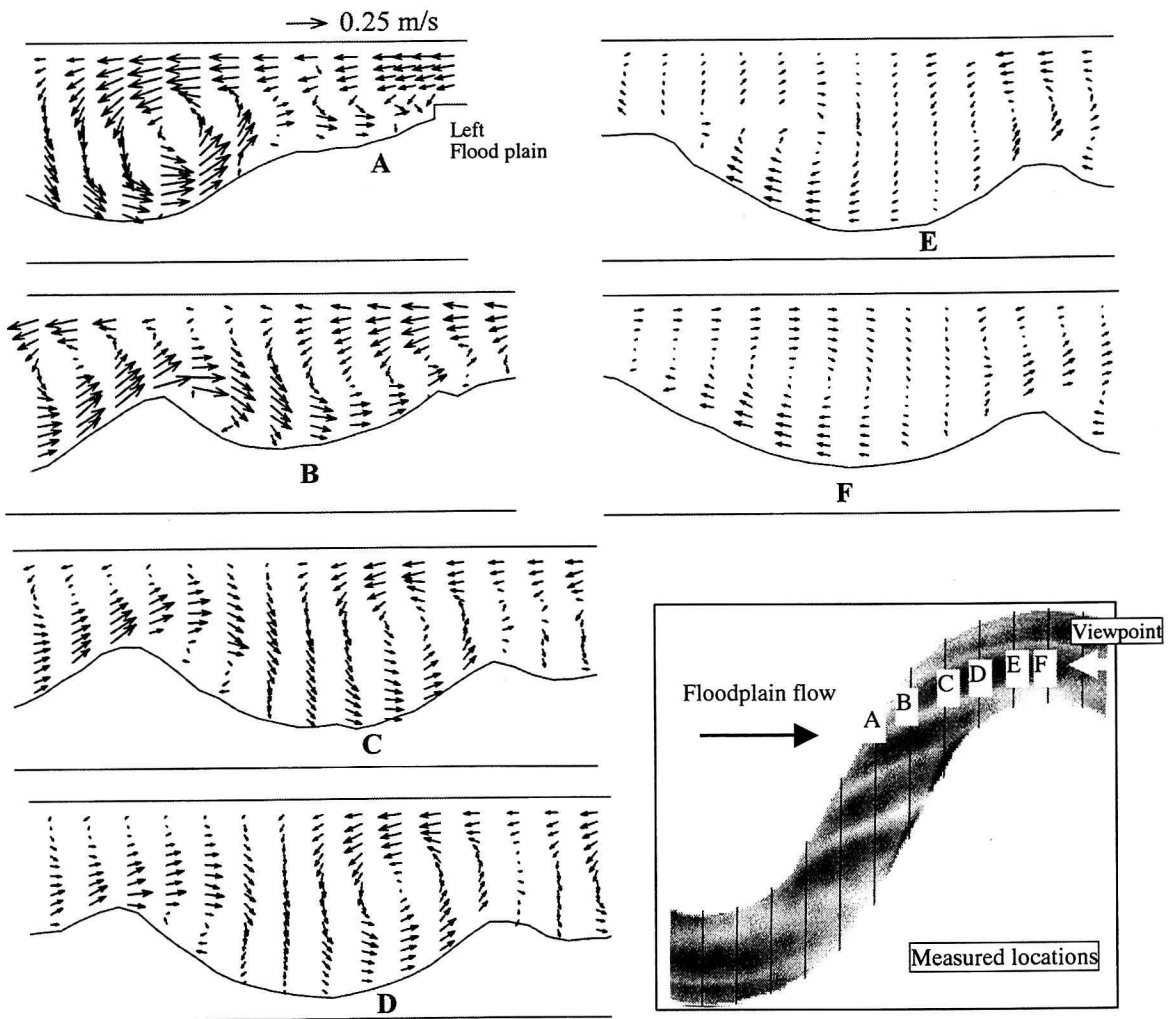 0.25 m/s
Left
Flood plain
A
E
B
F
C
D
Viewpoint
Floodplain flow
A
B
C
D
E
F
Measured locations